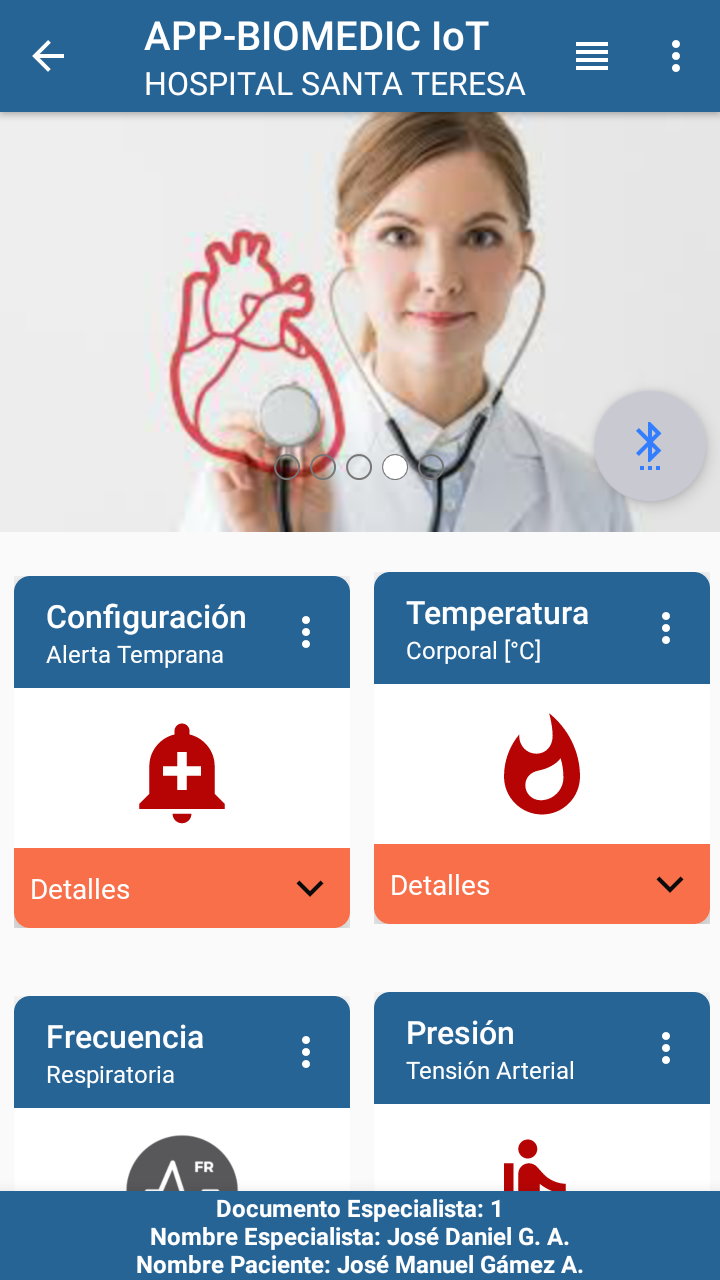 APP-BIOMEDIC IoT
HOSPITAL SANTA TERESA
Configuración
Alerta Temprana
Detalles
Temperatura
Corporal [°C]
Detalles
Frecuencia
Respiratoria
FR
Presión
Tensión Arterial
Documento Especialista: 1
Nombre Especialista: José Daniel G. A.
Nombre Paciente: José Manuel Gámez A.